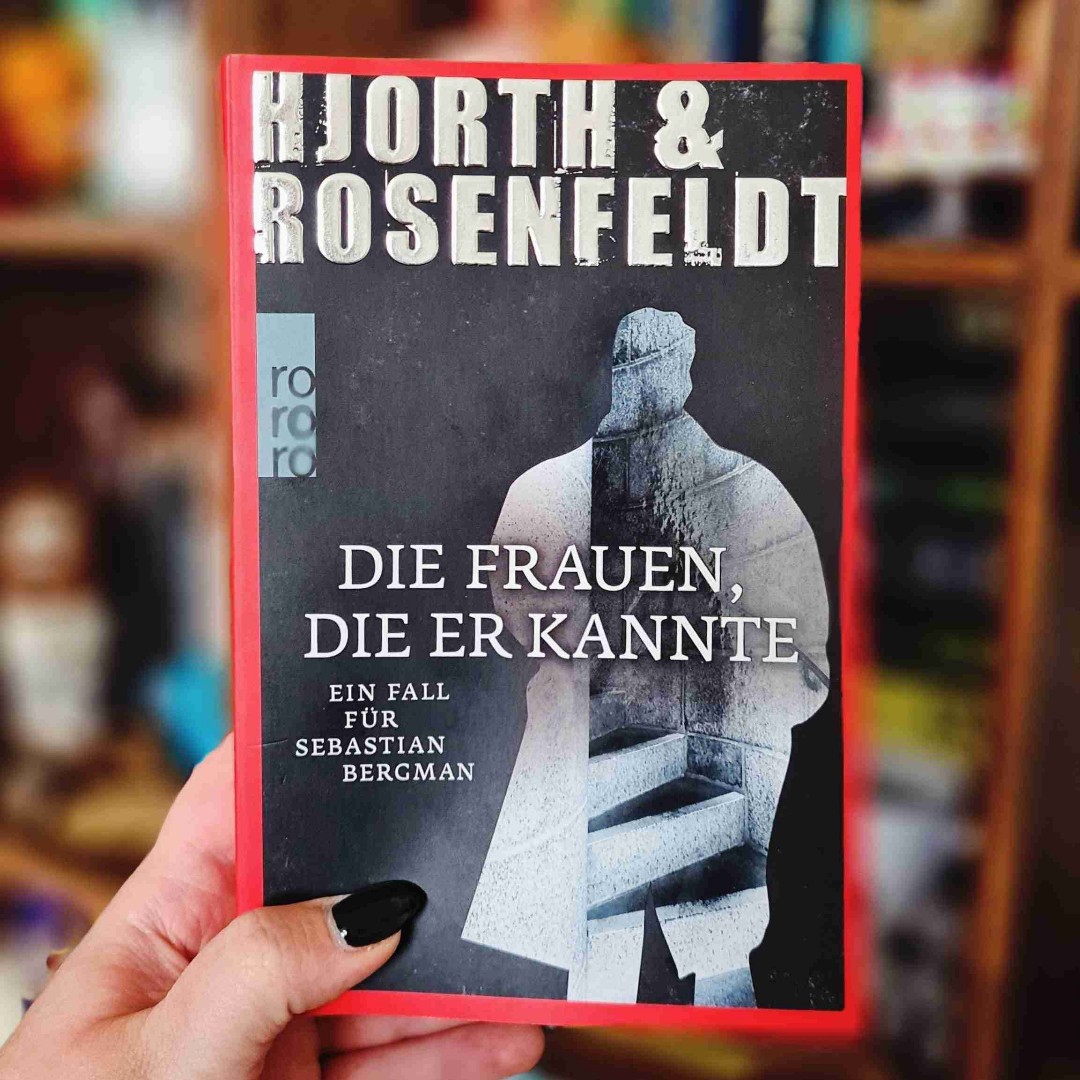 HJORTH &
ROSENFELDT
ro
ro
ro
DIE FRAUEN,
DIE ER KANNTE
EIN FALL
FÜR
SEBASTIAN
BERGMAN